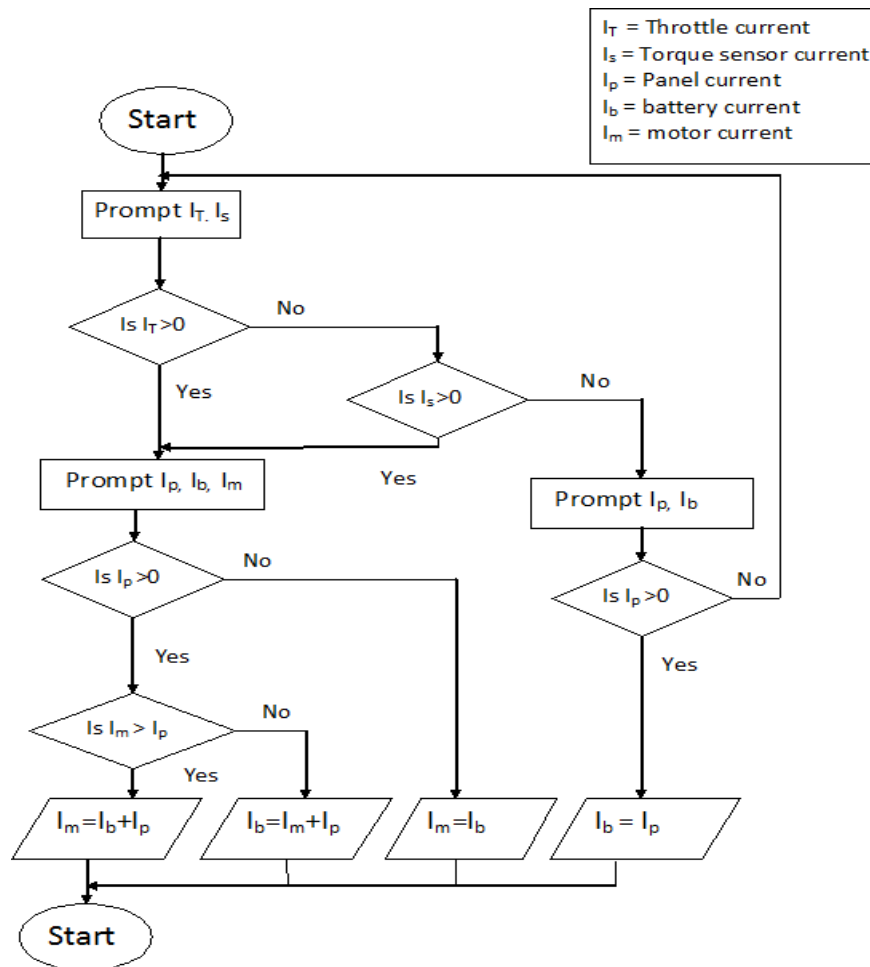 I_T = Throttle current
I_s = Torque sensor current
I_p = Panel current
I_b = battery current
I_m = motor current
Start
Prompt I_T. I_s
Is I_T>0
No
Yes
Is I_s>0
No
Yes
Prompt I_p, I_b, I_m
Prompt I_p, I_b
Is I_p>0
No
Is I_p>0
No
Yes
Yes
Is I_m> I_p
No
Yes
I_m=I_b+I_p
I_b=I_m+I_p
I_m=I_b
I_b = I_p
Start